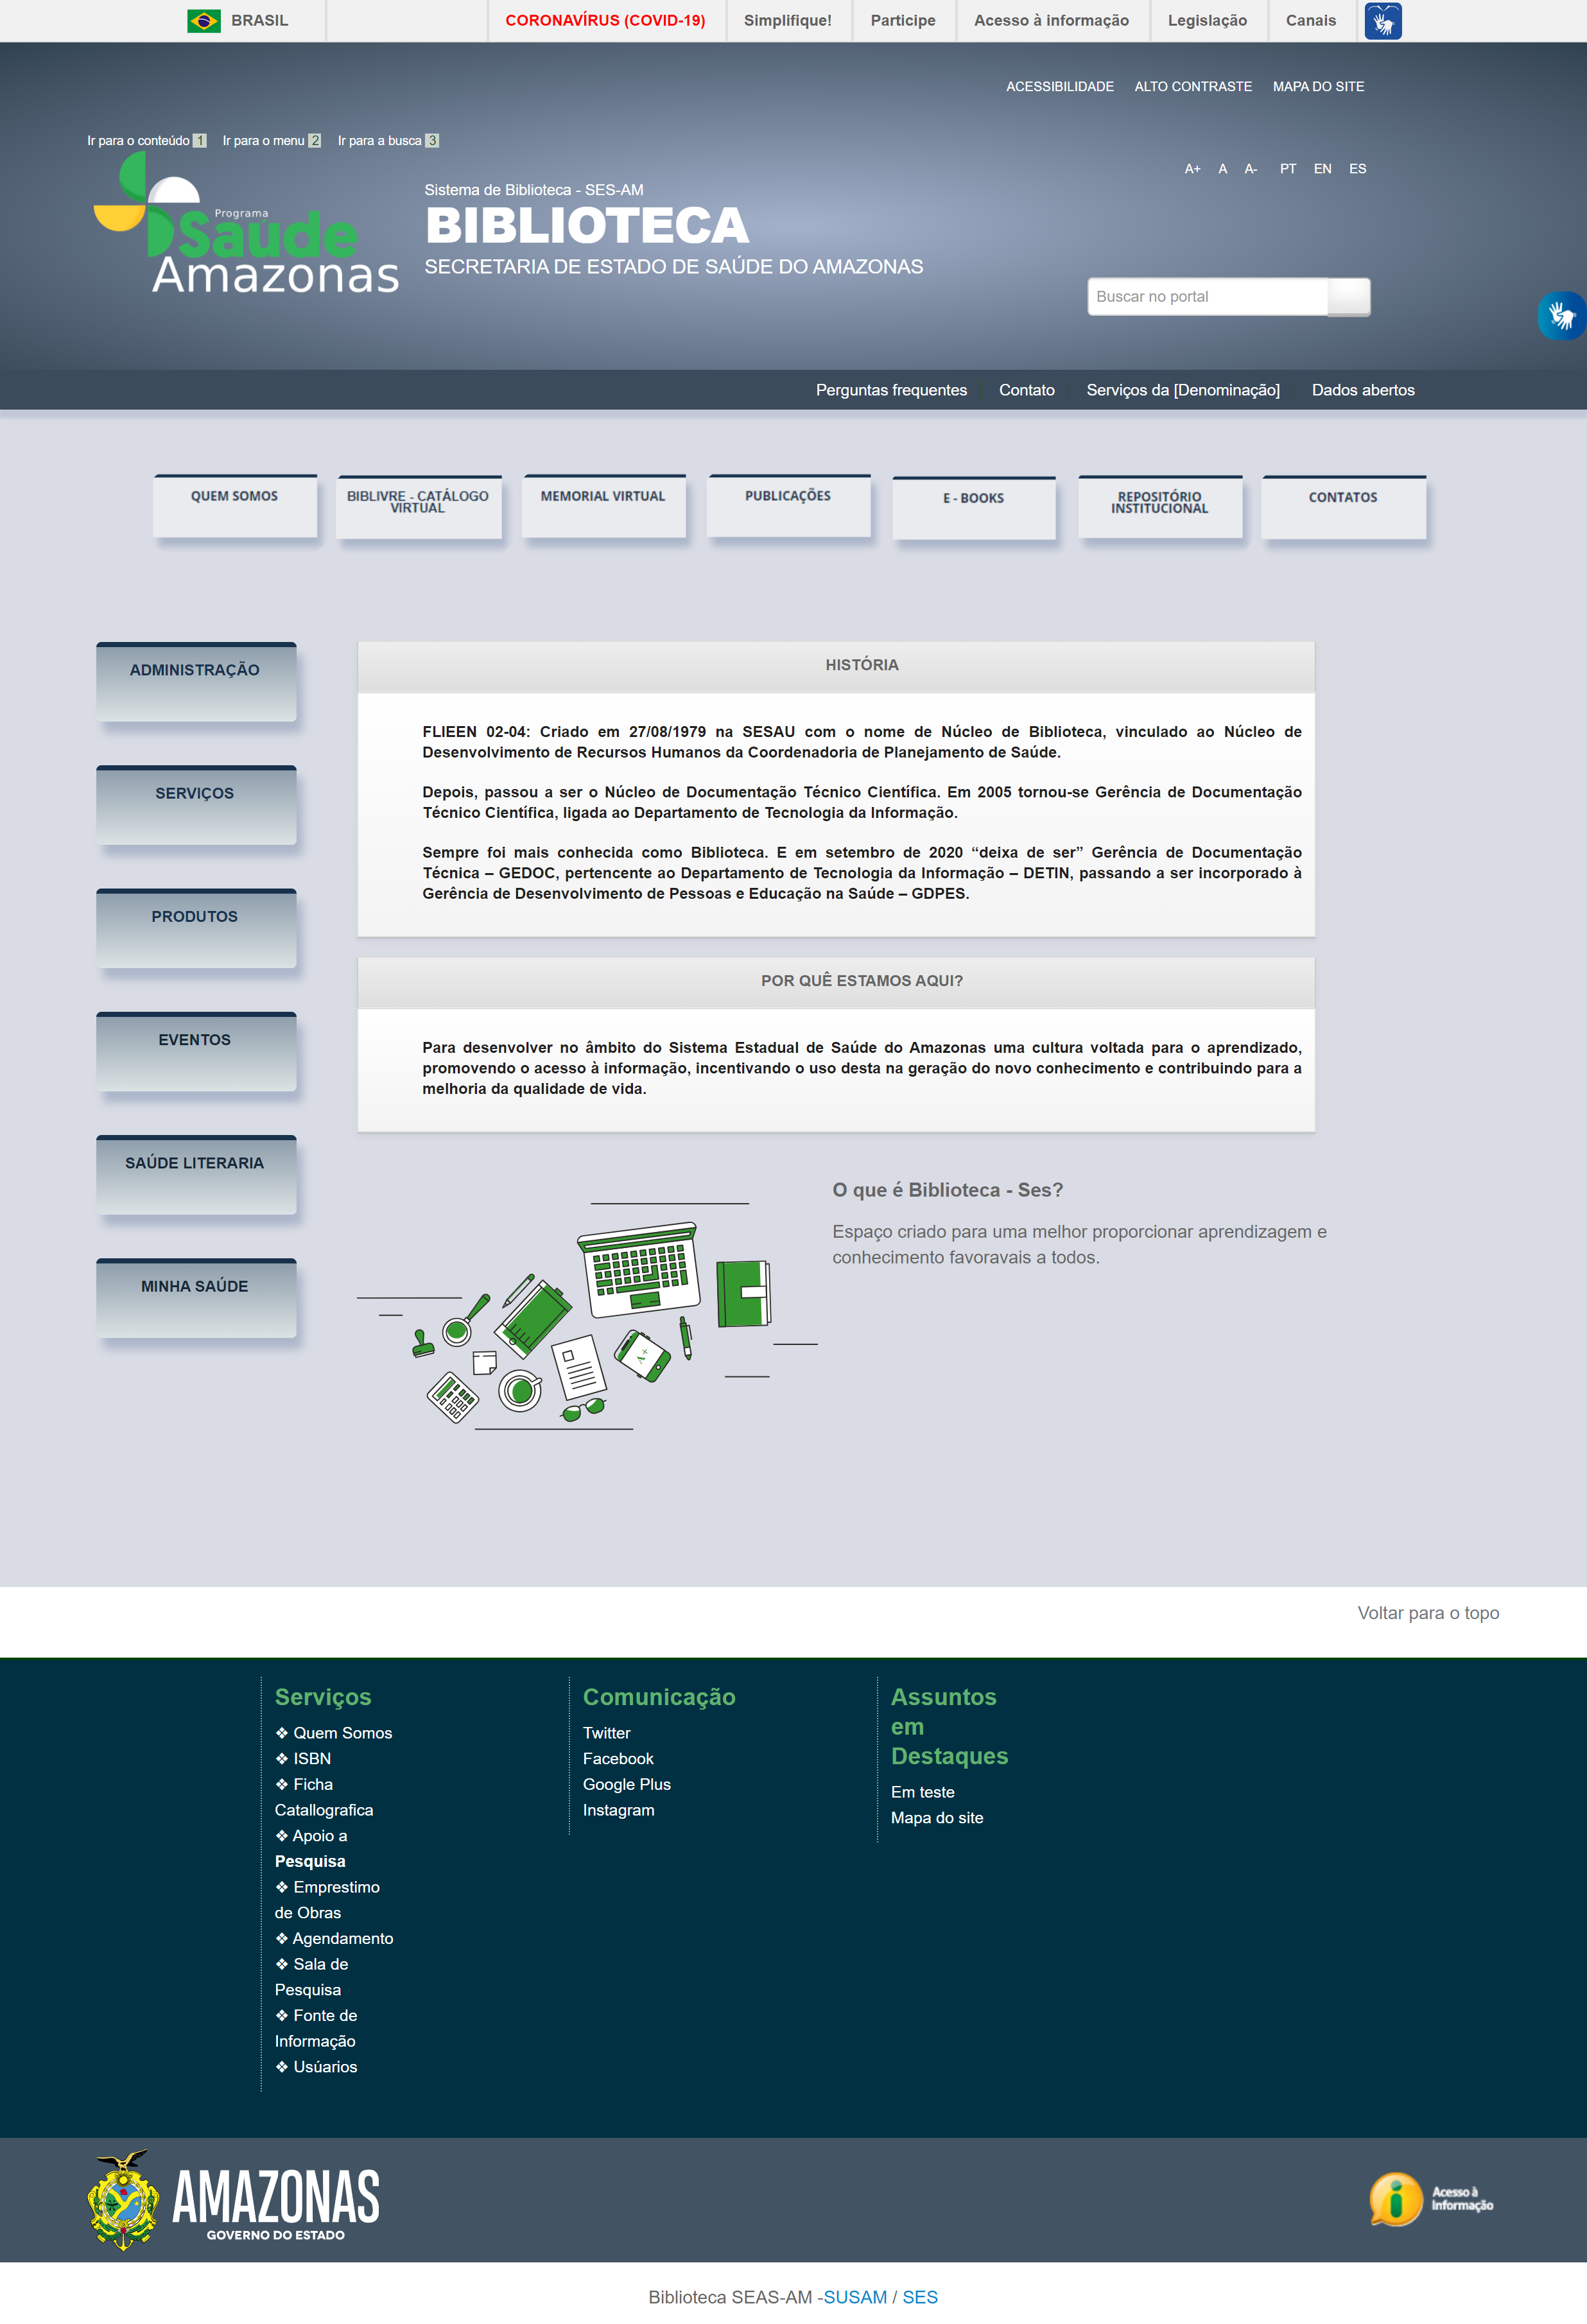 BRASIL
CORONAVÍRUS (COVID-19)
Simplifique!
Participe
Acesso à informação
Legislação
Canais
ACESSIBILIDADE
ALTO CONTRASTE
MAPA DO SITE
Ir para o conteúdo 1
Ir para o menu 2
Ir para a busca 3
A+
A
A-
PT
EN
ES
Programa
Saúde
Amazonas
Sistema de Biblioteca - SES-AM
BIBLIOTECA
SECRETARIA DE ESTADO DE SAÚDE DO AMAZONAS
Buscar no portal
Perguntas frequentes
Contato
Serviços da [Denominação]
Dados abertos
QUEM SOMOS
BIBLIVRE - CATÁLOGO
VIRTUAL
MEMORIAL VIRTUAL
PUBLICAÇÕES
E - BOOKS
REPOSITÓRIO
INSTITUCIONAL
CONTATOS
ADMINISTRAÇÃO
SERVIÇOS
PRODUTOS
EVENTOS
SAÚDE LITERARIA
MINHA SAÚDE
HISTÓRIA
FLIEEN 02-04: Criado em 27/08/1979 na SESAU com o nome de Núcleo de Biblioteca, vinculado ao Núcleo de
Desenvolvimento de Recursos Humanos da Coordenadoria de Planejamento de Saúde.
Depois, passou a ser o Núcleo de Documentação Técnico Científica. Em 2005 tornou-se Gerência de Documentação
Técnico Científica, ligada ao Departamento de Tecnologia da Informação.
Sempre foi mais conhecida como Biblioteca. E em setembro de 2020 “deixa de ser” Gerência de Documentação
Técnica – GEDOC, pertencente ao Departamento de Tecnologia da Informação – DETIN, passando a ser incorporado à
Gerência de Desenvolvimento de Pessoas e Educação na Saúde – GDPES.
POR QUÊ ESTAMOS AQUI?
Para desenvolver no âmbito do Sistema Estadual de Saúde do Amazonas uma cultura voltada para o aprendizado,
promovendo o acesso à informação, incentivando o uso desta na geração do novo conhecimento e contribuindo para a
melhoria da qualidade de vida.
A+
O que é Biblioteca - Ses?
Espaço criado para uma melhor proporcionar aprendizagem e
conhecimento favoravais a todos.
Voltar para o topo
Serviços
❖ Quem Somos
❖ ISBN
❖ Ficha
Catallografica
❖ Apoio a
Pesquisa
❖ Emprestimo
de Obras
❖ Agendamento
❖ Sala de
Pesquisa
❖ Fonte de
Informação
❖ Usúarios
Comunicação
Twitter
Facebook
Google Plus
Instagram
Assuntos
em
Destaques
Em teste
Mapa do site
AMAZONAS
GOVERNO DO ESTADO
i
Acesso à
Informação
Biblioteca SEAS-AM -SUSAM / SES